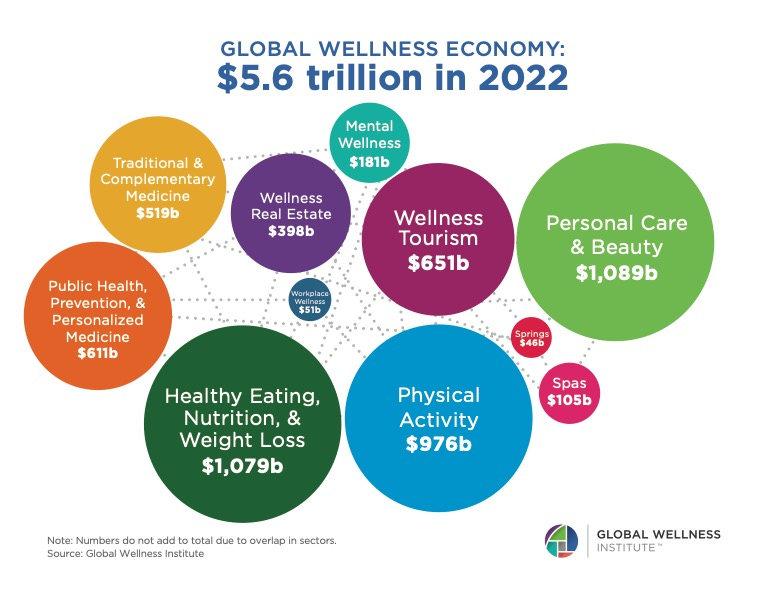 GLOBAL WELLNESS ECONOMY:
$5.6 trillion in 2022
Mental
Wellness
$181b
Traditional &
Complementary
Medicine
$519b
Wellness
Real Estate
$398b
Wellness
Tourism
$651b
Personal Care
& Beauty
$1,089b
Public Health,
Prevention, &
Personalized
Medicine
$611b
Workplace
Wellness
$51b
Springs
$46b
Spas
$105b
Healthy Eating,
Nutrition, &
Weight Loss
$1,079b
Physical
Activity
$976b
Note: Numbers do not add to total due to overlap in sectors.
Source: Global Wellness Institute
GLOBAL WELLNESS
INSTITUTE™